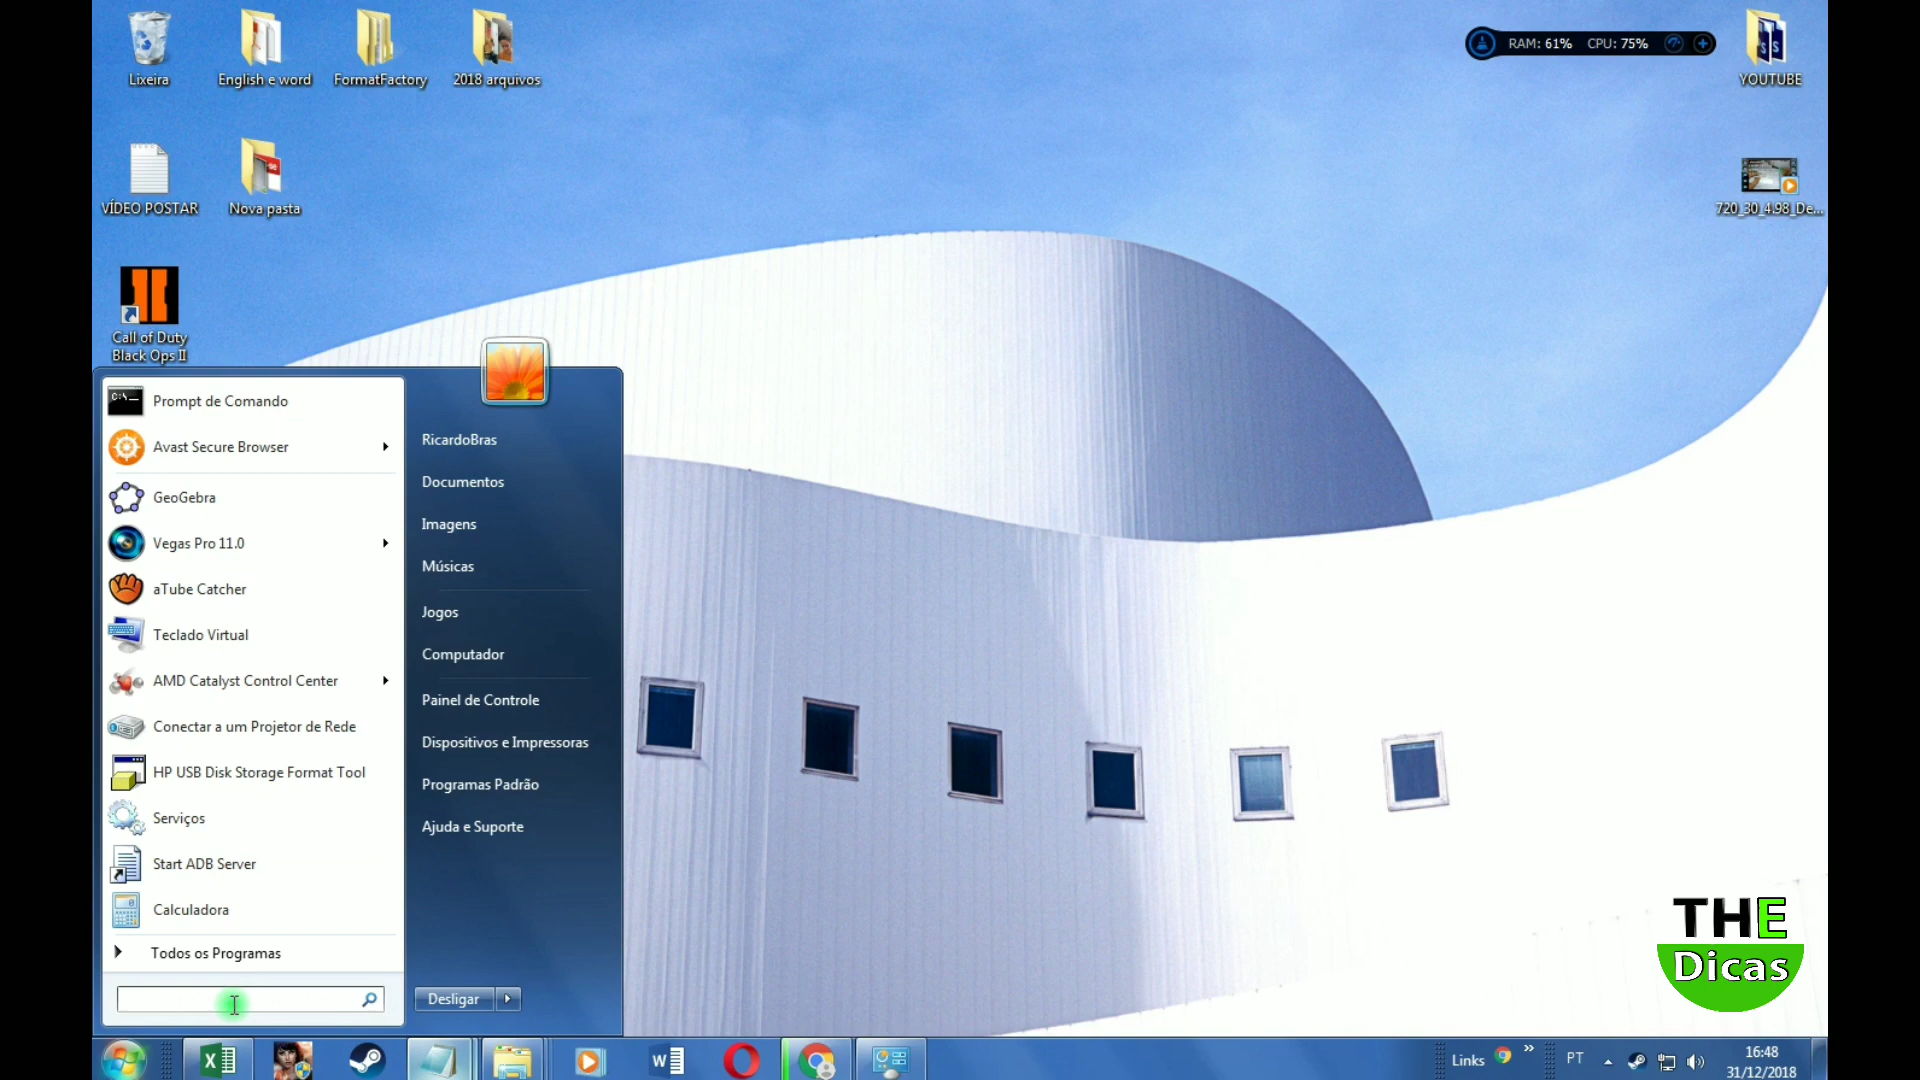 Lixeira
English e word
FormatFactory
2018 arquivos
RAM: 61% CPU: 75%
YOUTUBE
VÍDEO POSTAR
Nova pasta
720_30_4.98_De...
Call of Duty
Black Ops II
Prompt de Comando
Avast Secure Browser
GeoGebra
Vegas Pro 11.0
aTube Catcher
Teclado Virtual
AMD Catalyst Control Center
Conectar a um Projetor de Rede
HP USB Disk Storage Format Tool
Serviços
Start ADB Server
Calculadora
Todos os Programas
RicardoBras
Documentos
Imagens
Músicas
Jogos
Computador
Painel de Controle
Dispositivos e Impressoras
Programas Padrão
Ajuda e Suporte
Desligar
THE
Dicas
Links
PT
16:48
31/12/2018